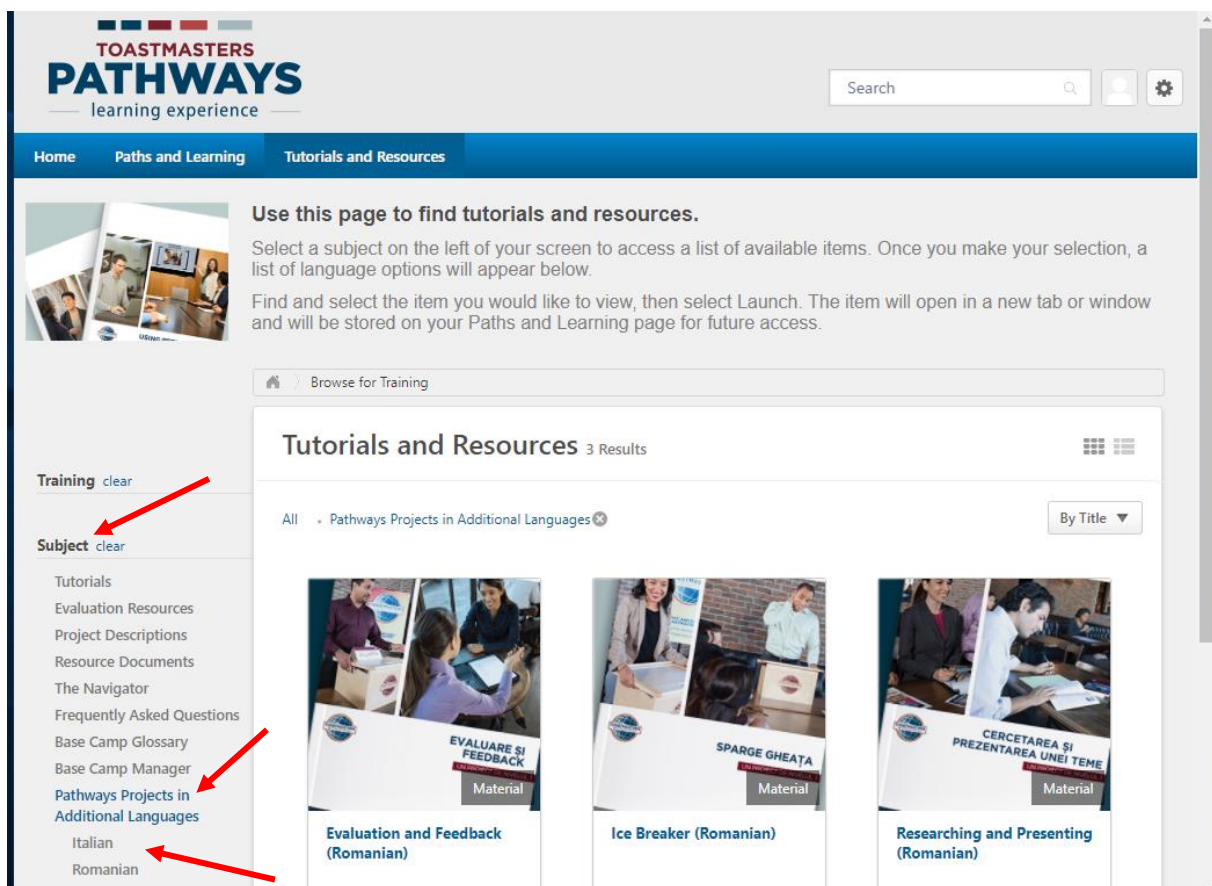 TOASTMASTERS
PATHWAYS
learning experience
Search
Home Paths and Learning Tutorials and Resources
Use this page to find tutorials and resources.
Select a subject on the left of your screen to access a list of available items. Once you make your selection, a
list of language options will appear below.
Find and select the item you would like to view, then select Launch. The item will open in a new tab or window
and will be stored on your Paths and Learning page for future access.
Browse for Training
Tutorials and Resources 3 Results
Training clear
All • Pathways Projects in Additional Languages
By Title
Subject clear
Tutorials
Evaluation Resources
Project Descriptions
Resource Documents
The Navigator
Frequently Asked Questions
Base Camp Glossary
Base Camp Manager
Pathways Projects in
Additional Languages
Italian
Romanian
EVALUARE ȘI
FEEDBACK
Material
Evaluation and Feedback
(Romanian)
SPARGE GHEAȚA
Material
Ice Breaker (Romanian)
CERCETAREA ȘI
PREZENTAREA UNEI TEME
Material
Researching and Presenting
(Romanian)